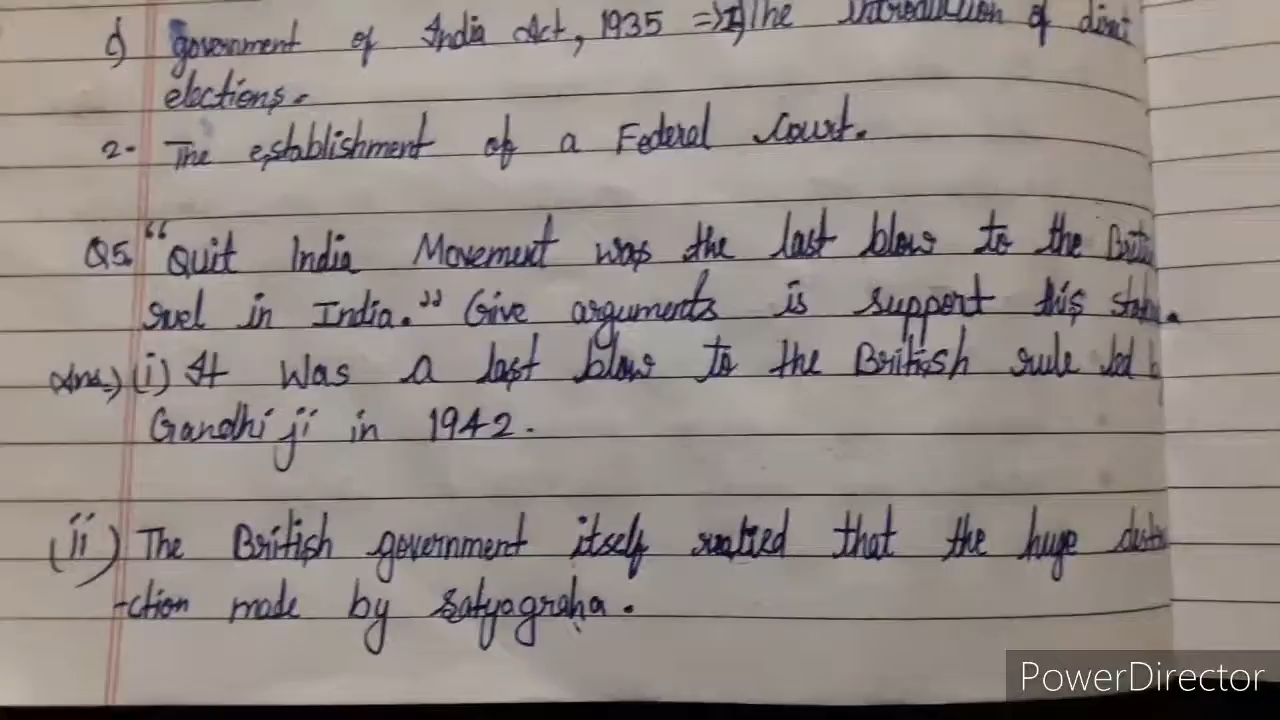 c) government of India Act, 1935 => 1) The introduction of direct
elections.
2. The establishment of a Federal Court.
Q5. "Quit India Movement was the last blow to the
ruel in India." Give arguments is support this
Ans.) (i) It was a last blow to the British rule led
Gandhi ji in 1942.
(ii) The British government itself realied that the huge
-ction made by satyagraha.
PowerDirector